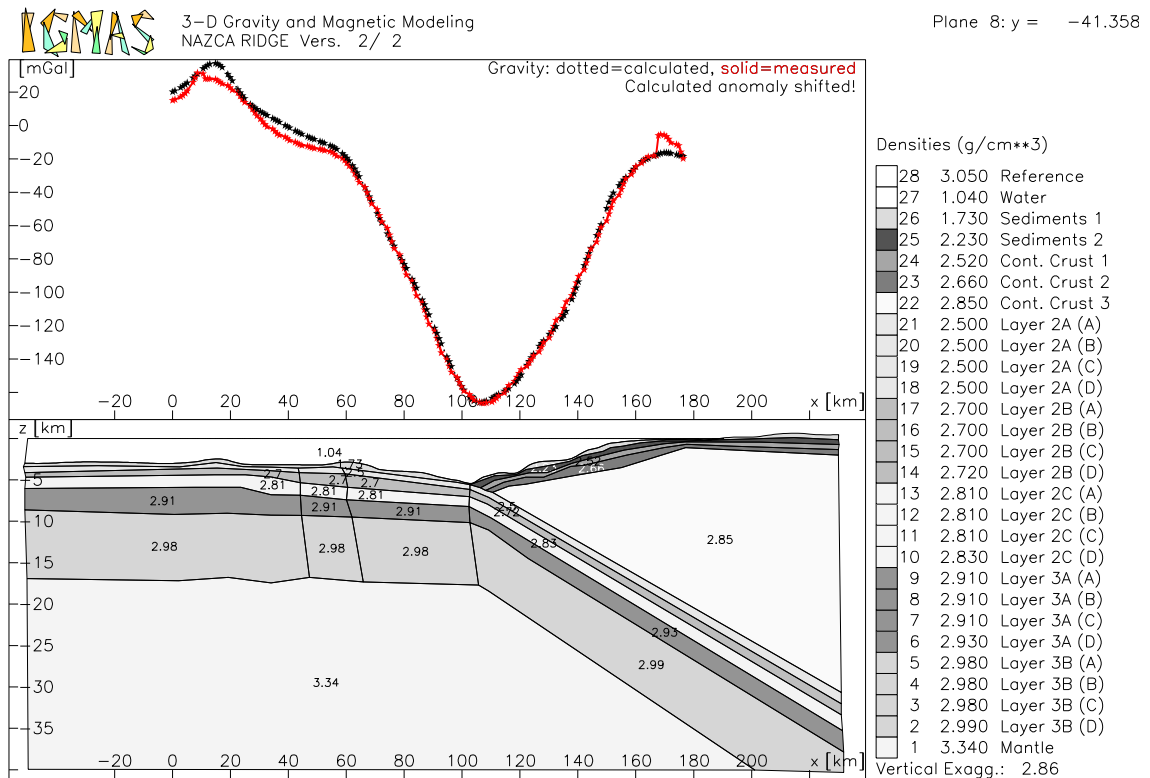 IGMAS
3-D Gravity and Magnetic Modeling
NAZCA RIDGE Vers. 2/ 2
Plane 8: y = -41.358
[mGal]
Gravity: dotted=calculated, solid=measured
Calculated anomaly shifted!
20
0
-20
-40
-60
-80
-100
-120
-140
-20 0 20 40 60 80 100 120 140 160 180 x [km]
z [km]
-5
-10
-15
-20
-25
-30
-35
1.04
1.73
2.7
2.81
2.7
2.81
2.81
2.91
2.91
2.91
2.98
2.98
2.98
2.66
2.72
2.83
2.85
2.93
2.99
3.34
-20 0 20 40 60 80 100 120 140 160 180 200 x [km]
Densities (g/cm**3)
28 3.050 Reference
27 1.040 Water
26 1.730 Sediments 1
25 2.230 Sediments 2
24 2.520 Cont. Crust 1
23 2.660 Cont. Crust 2
22 2.850 Cont. Crust 3
21 2.500 Layer 2A (A)
20 2.500 Layer 2A (B)
19 2.500 Layer 2A (C)
18 2.500 Layer 2A (D)
17 2.700 Layer 2B (A)
16 2.700 Layer 2B (B)
15 2.700 Layer 2B (C)
14 2.720 Layer 2B (D)
13 2.810 Layer 2C (A)
12 2.810 Layer 2C (B)
11 2.810 Layer 2C (C)
10 2.830 Layer 2C (D)
9 2.910 Layer 3A (A)
8 2.910 Layer 3A (B)
7 2.910 Layer 3A (C)
6 2.930 Layer 3A (D)
5 2.980 Layer 3B (A)
4 2.980 Layer 3B (B)
3 2.980 Layer 3B (C)
2 2.990 Layer 3B (D)
1 3.340 Mantle
Vertical Exagg.: 2.86